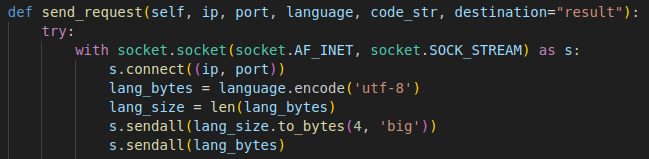 def send_request(self, ip, port, language, code_str, destination="result"):
    try:
        with socket.socket(socket.AF_INET, socket.SOCK_STREAM) as s:
            s.connect((ip, port))
            lang_bytes = language.encode('utf-8')
            lang_size = len(lang_bytes)
            s.sendall(lang_size.to_bytes(4, 'big'))
            s.sendall(lang_bytes)